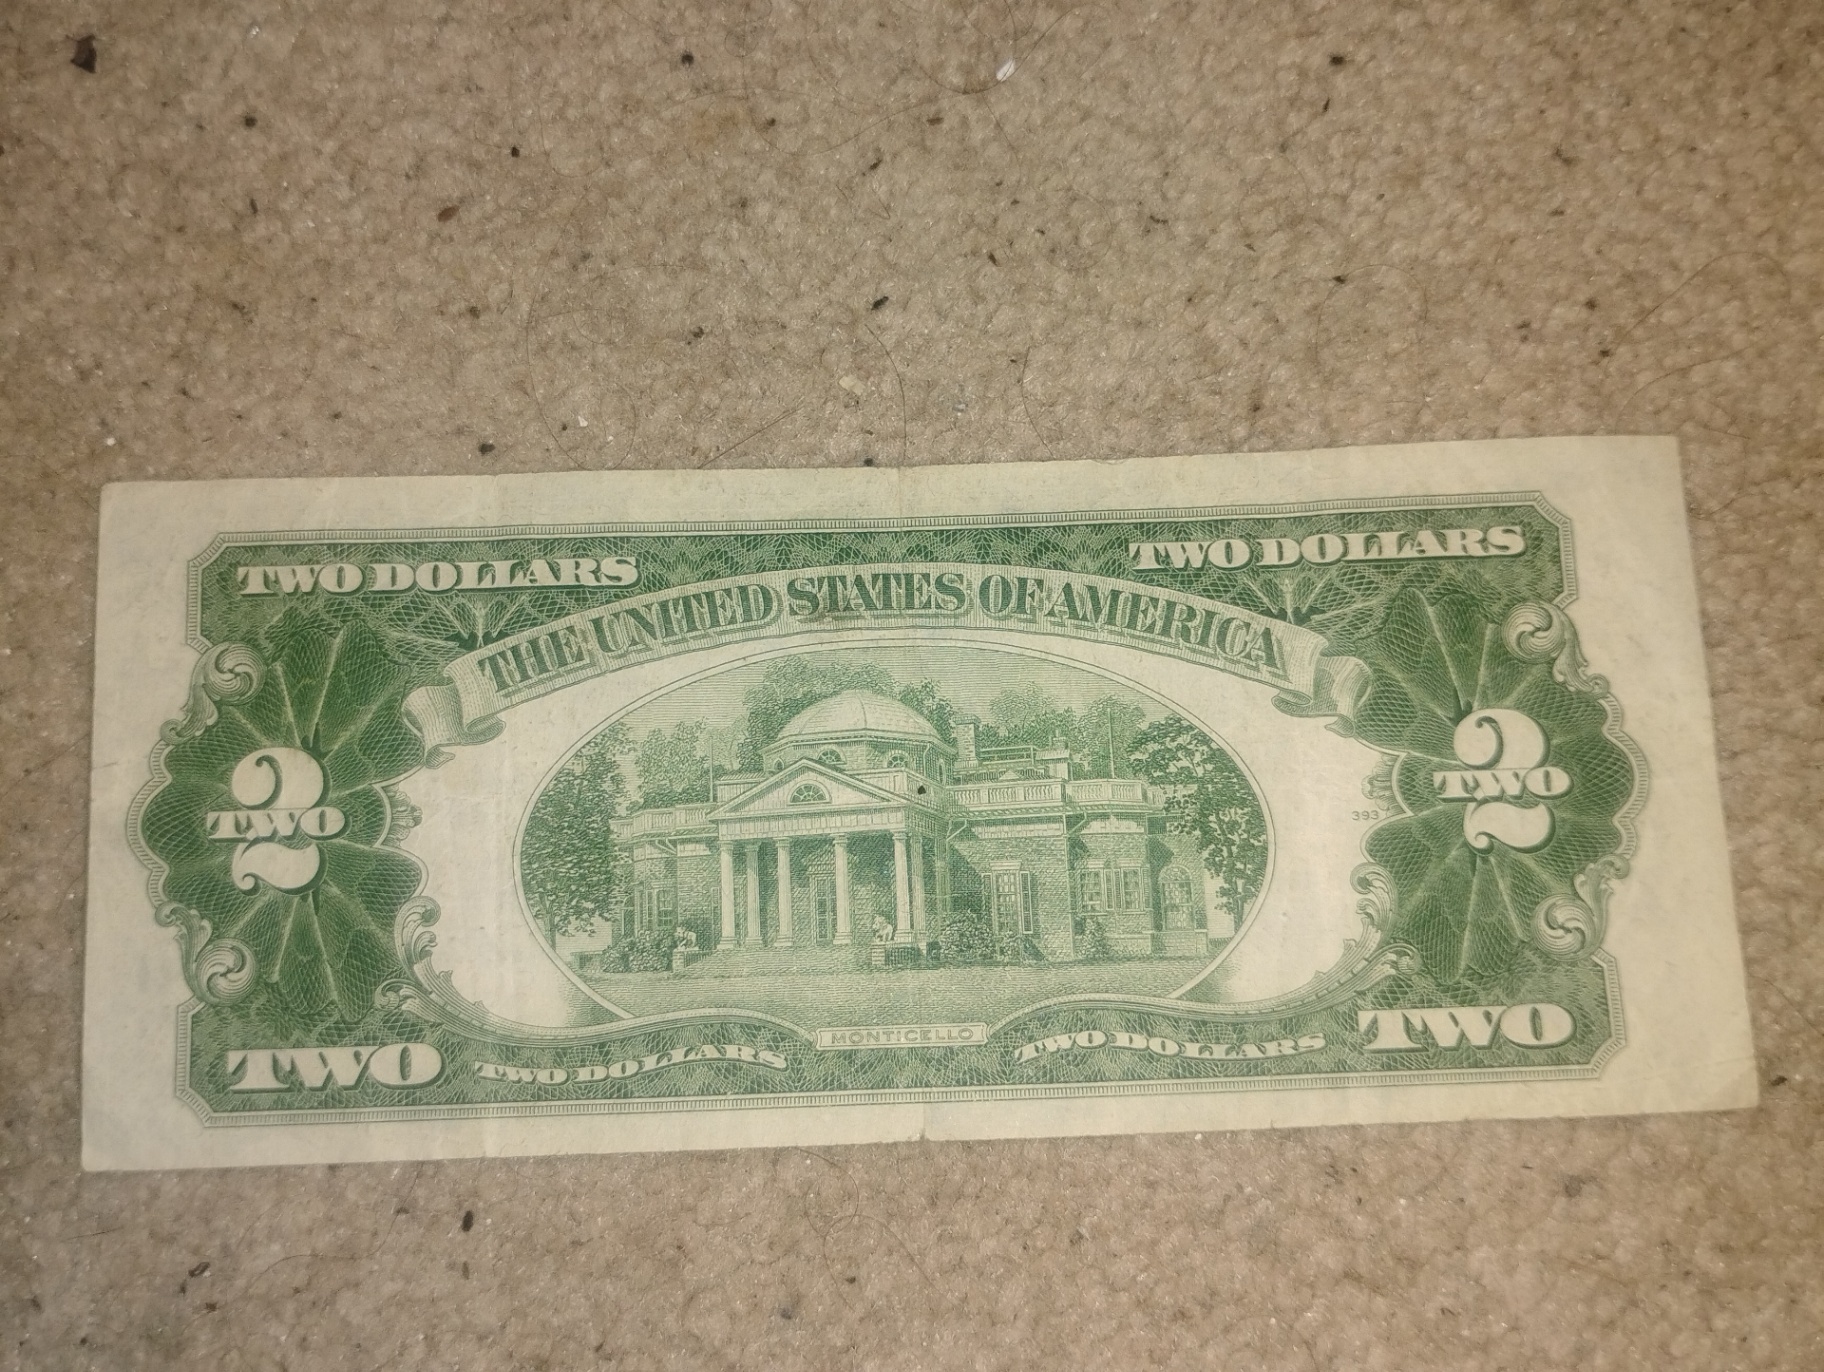 TWO DOLLARS TWO DOLLARS
THE UNITED STATES OF AMERICA
2 TWO 2 TWO
393
MONTICELLO
TWO TWO DOLLARS TWO DOLLARS TWO